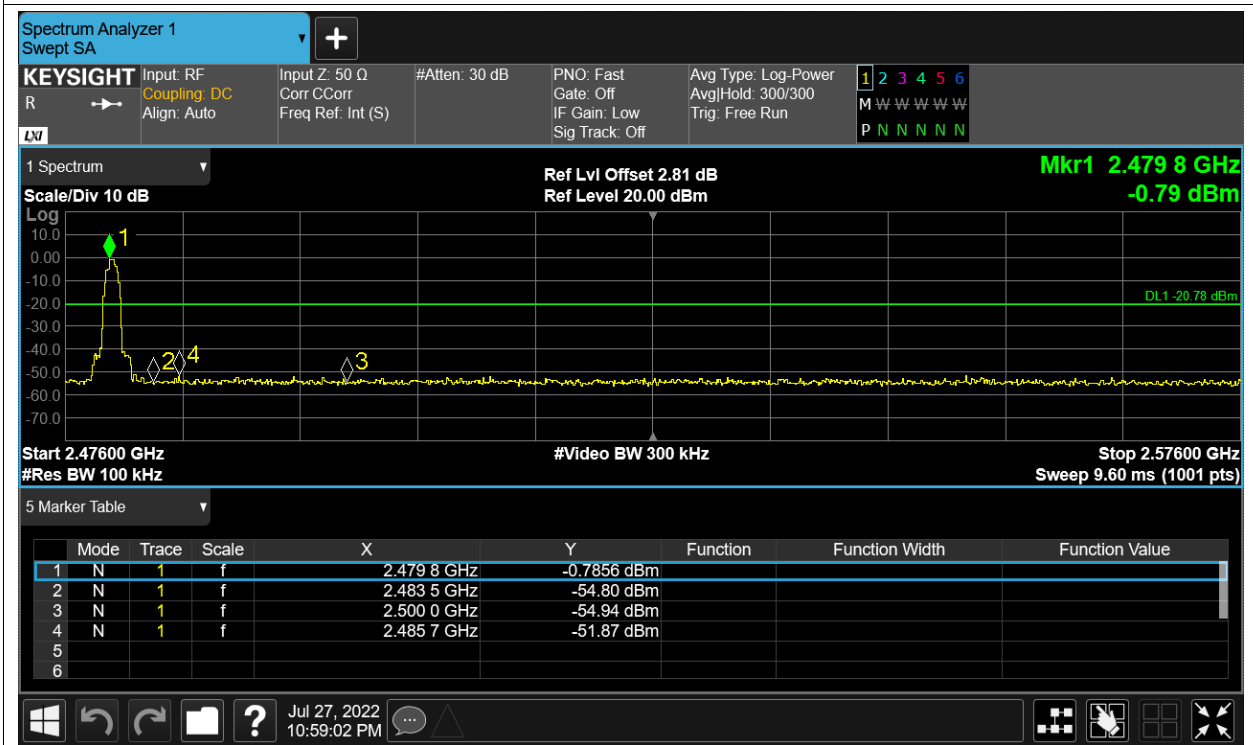 Spectrum Analyzer 1
Swept SA
+
KEYSIGHT Input: RF Input Z: 50 Ω #Atten: 30 dB PNO: Fast Avg Type: Log-Power 1 2 3 4 5 6
R Coupling: DC Corr CCorr Gate: Off Avg|Hold: 300/300 M W W W W W
Align: Auto Freq Ref: Int (S) IF Gain: Low Trig: Free Run
LXI Sig Track: Off P N N N N N
1 Spectrum Ref Lvl Offset 2.81 dB Mkr1 2.479 8 GHz
Scale/Div 10 dB Ref Level 20.00 dBm -0.79 dBm
Log
10.0
1
0.00
-10.0
-20.0 DL1 -20.78 dBm
-30.0
-40.0
2 4 3
-50.0
-60.0
-70.0
Start 2.47600 GHz #Video BW 300 kHz Stop 2.57600 GHz
#Res BW 100 kHz Sweep 9.60 ms (1001 pts)
5 Marker Table
Mode Trace Scale X Y Function Function Width Function Value
1 N 1 f 2.479 8 GHz -0.7856 dBm
2 N 1 f 2.483 5 GHz -54.80 dBm
3 N 1 f 2.500 0 GHz -54.94 dBm
4 N 1 f 2.485 7 GHz -51.87 dBm
5
6
? Jul 27, 2022
10:59:02 PM